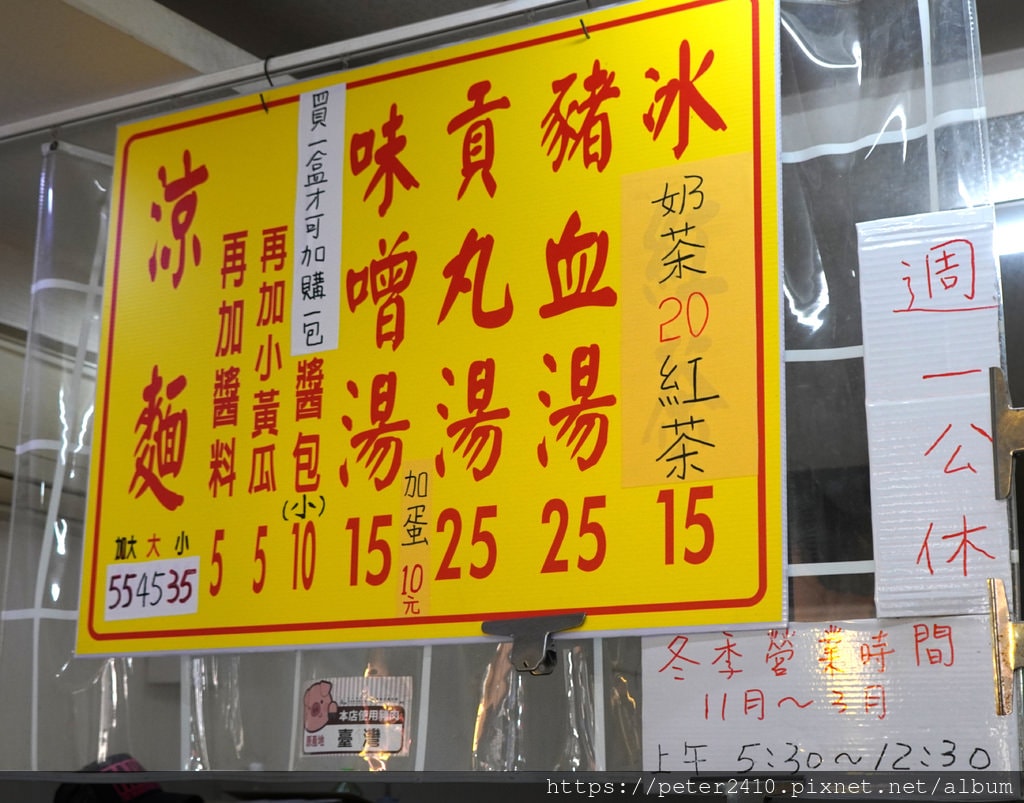 冰
奶茶20紅茶
15
豬血湯
25
貢丸湯
25
加蛋10元
味噌湯
15
買一盒才可加購一包
醬包
(小)
10
再加小黃瓜
5
再加醬料
5
涼麵
加大 大 小
55 45 35
週一公休
冬季營業時間
11月~3月
上午 5:30~12:30
本店使用豬肉
原產地 臺灣
https://peter2410.pixnet.net/album